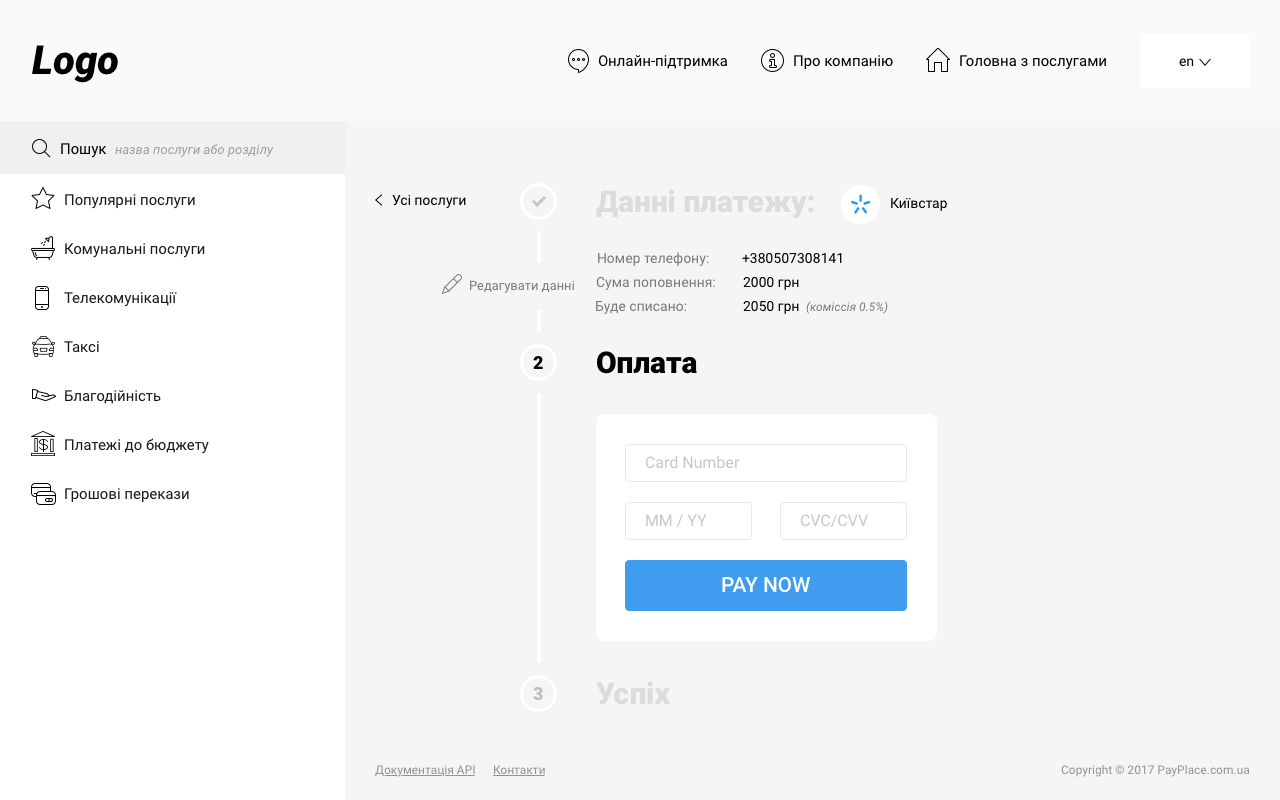 Logo
Онлайн-підтримка
Про компанію
Головна з послугами
en
Пошук назва послуги або розділу
Популярні послуги
Комунальні послуги
Телекомунікації
Таксі
Благодійність
Платежі до бюджету
Грошові перекази
Усі послуги
Данні платежу:
Київстар
Номер телефону: +380507308141
Сума поповнення: 2000 грн
Буде списано: 2050 грн (коміссія 0.5%)
Редагувати данні
2
Оплата
Card Number
MM / YY
CVC/CVV
PAY NOW
3
Успіх
Документація API
Контакти
Copyright © 2017 PayPlace.com.ua